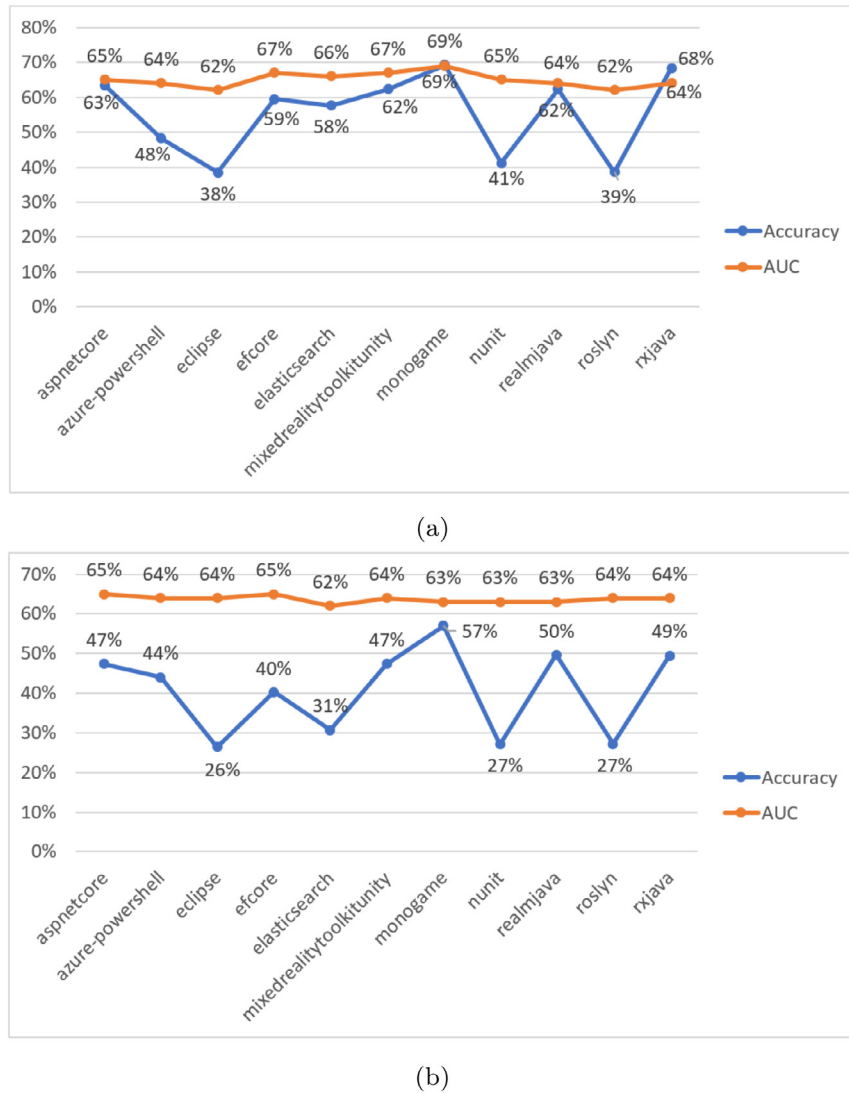 80%
70%
60%
50%
40%
30%
20%
10%
0%
65% 64% 62% 67% 66% 67% 69% 65% 64% 62% 68%
63% 48% 38% 59% 58% 62% 69% 41% 62% 39% 64%
Accuracy
AUC
aspnetcore
azure-powershell
eclipse
efcore
elasticsearch
mixedrealitytoolkitunity
monogame
nunit
realmjava
roslyn
rxjava
(a)
70%
60%
50%
40%
30%
20%
10%
0%
65% 64% 64% 65% 62% 64% 63% 63% 63% 64% 64%
47% 44% 26% 40% 31% 47% 57% 27% 50% 27% 49%
Accuracy
AUC
aspnetcore
azure-powershell
eclipse
efcore
elasticsearch
mixedrealitytoolkitunity
monogame
nunit
realmjava
roslyn
rxjava
(b)